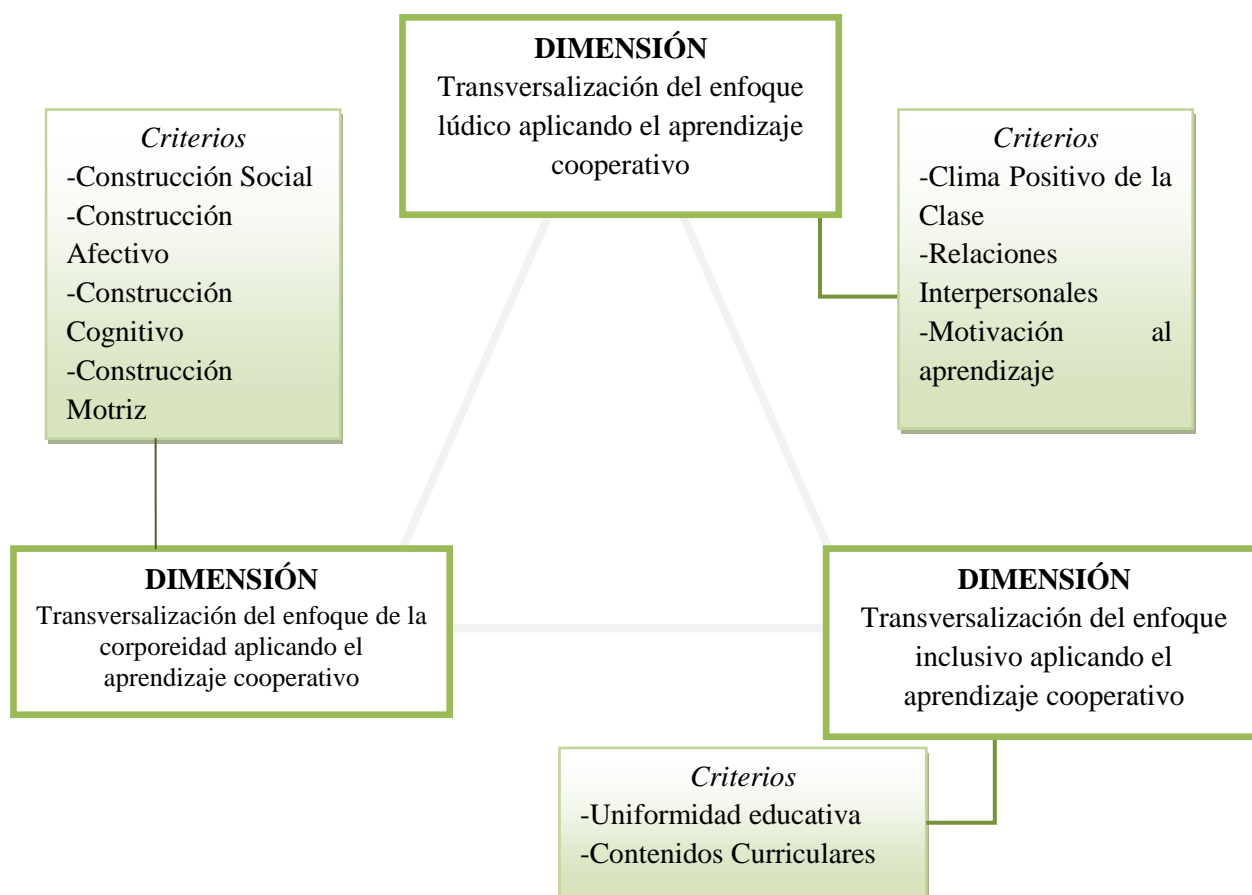 DIMENSIÓN
Transversalización del enfoque
lúdico aplicando el aprendizaje
cooperativo
Criterios
-Construcción Social
-Construcción
Afectivo
-Construcción
Cognitivo
-Construcción
Motriz
Criterios
-Clima Positivo de la
Clase
-Relaciones
Interpersonales
-Motivación al
aprendizaje
DIMENSIÓN
Transversalización del enfoque de la
corporeidad aplicando el
aprendizaje cooperativo
DIMENSIÓN
Transversalización del enfoque
inclusivo aplicando el
aprendizaje cooperativo
Criterios
-Uniformidad educativa
-Contenidos Curriculares